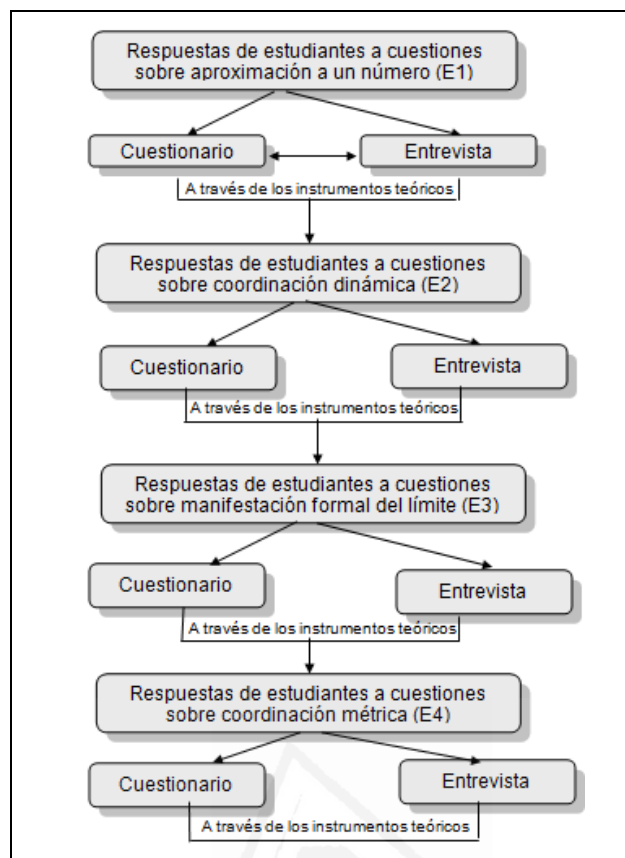 Respuestas de estudiantes a cuestiones
sobre aproximación a un número (E1)
Cuestionario
Entrevista
A través de los instrumentos teóricos
Respuestas de estudiantes a cuestiones
sobre coordinación dinámica (E2)
Cuestionario
Entrevista
A través de los instrumentos teóricos
Respuestas de estudiantes a cuestiones
sobre manifestación formal del límite (E3)
Cuestionario
Entrevista
A través de los instrumentos teóricos
Respuestas de estudiantes a cuestiones
sobre coordinación métrica (E4)
Cuestionario
Entrevista
A través de los instrumentos teóricos